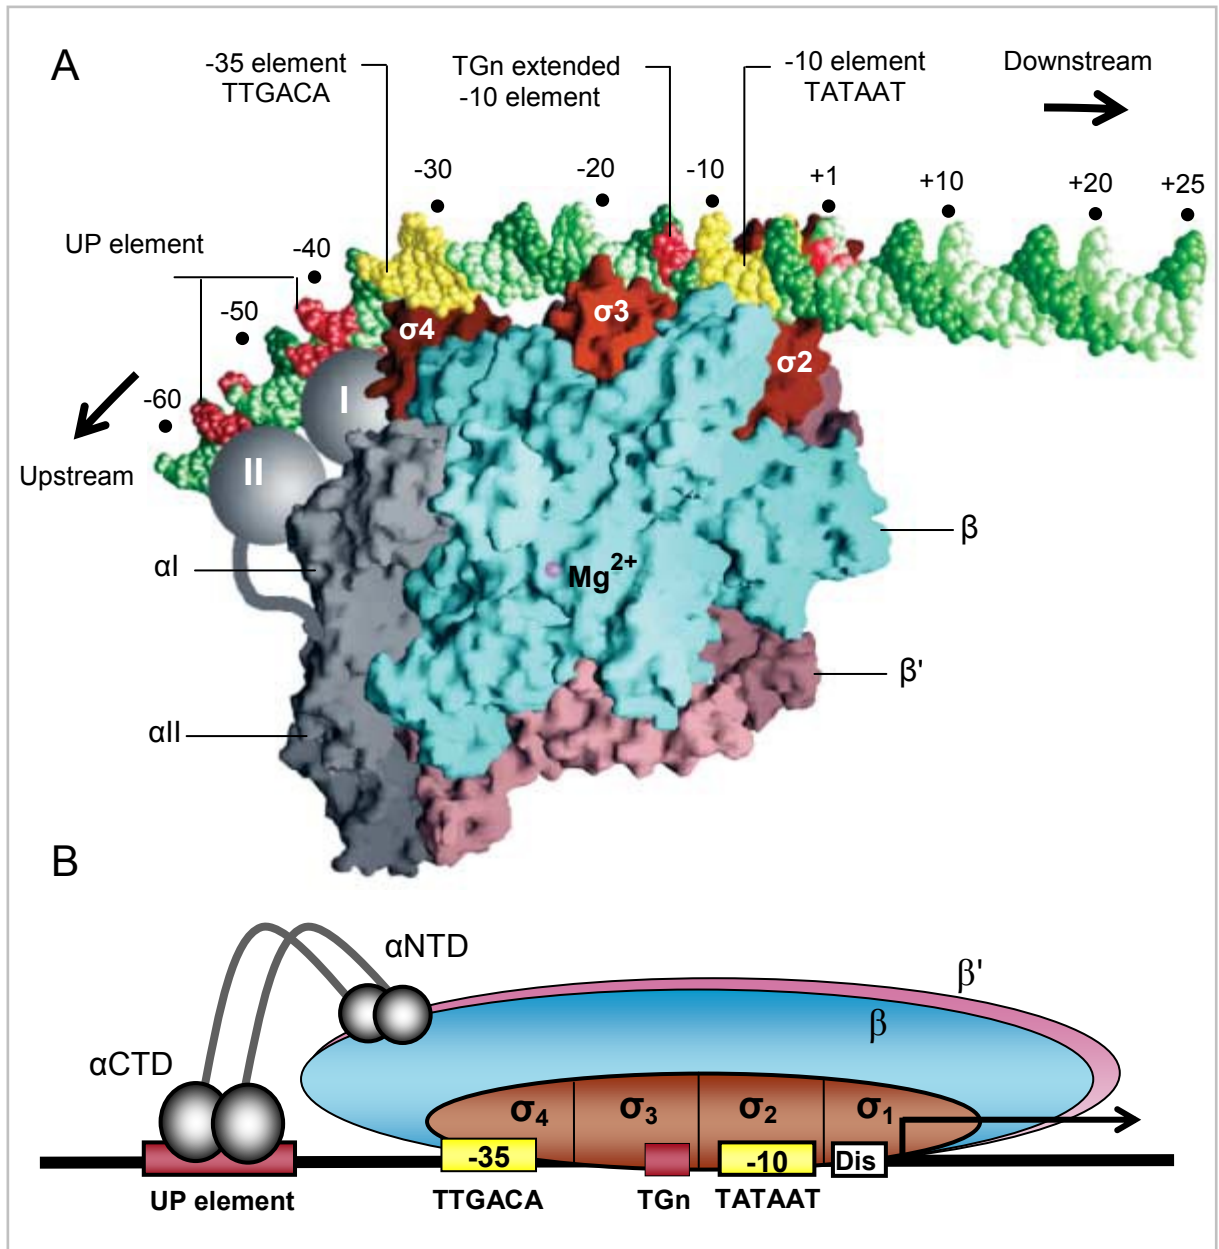 A
-35 element
TTGACA
TGn extended
-10 element
-10 element
TATAAT
Downstream
-30
-20
-10
+1
+10
+20
+25
UP element
-40
-50
-60
Upstream
σ4
σ3
σ2
I
II
αI
αII
Mg2+
β
β'
B
αNTD
αCTD
β'
β
σ4
σ3
σ2
σ1
-35
-10
Dis
UP element
TTGACA
TGn
TATAAT